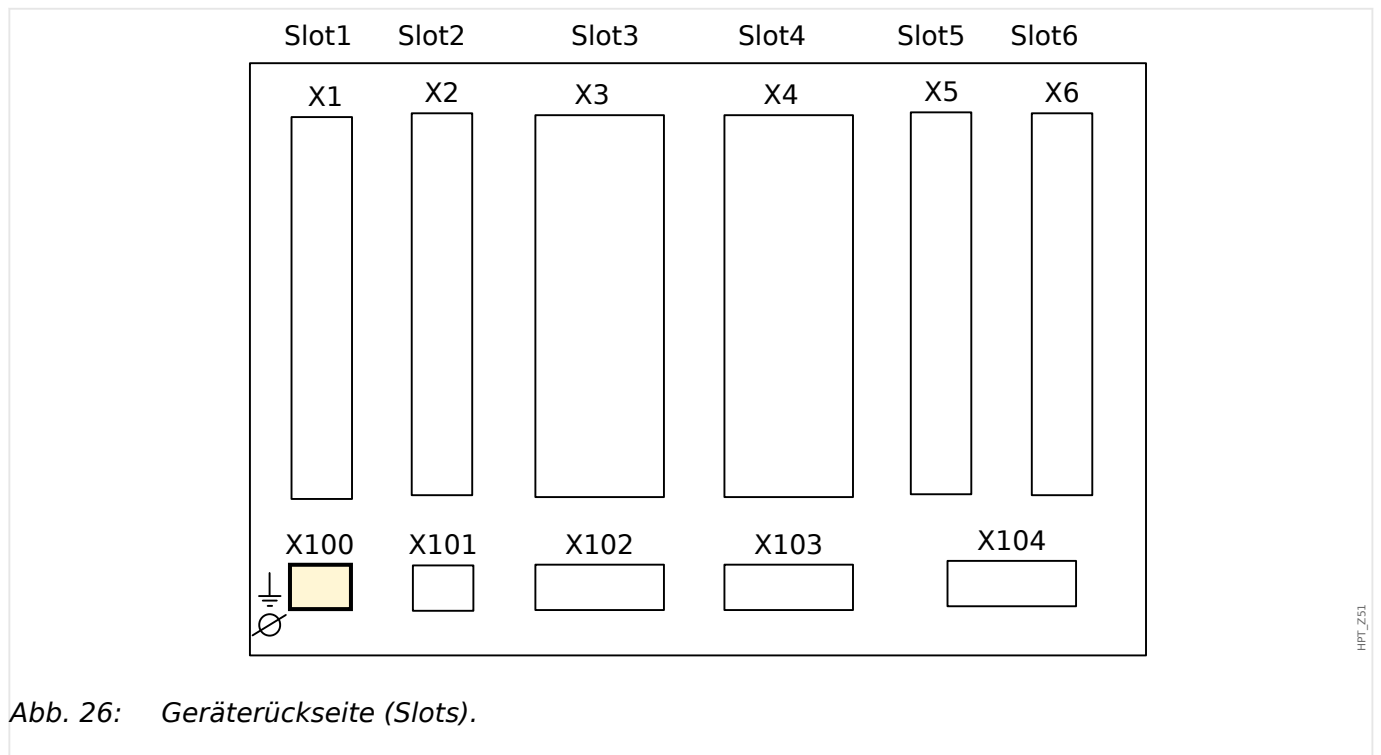 Slot1 Slot2 Slot3 Slot4 Slot5 Slot6
X1 X2 X3 X4 X5 X6
X100 X101 X102 X103 X104
HPT_Z51
Abb. 26: Geräterückseite (Slots).